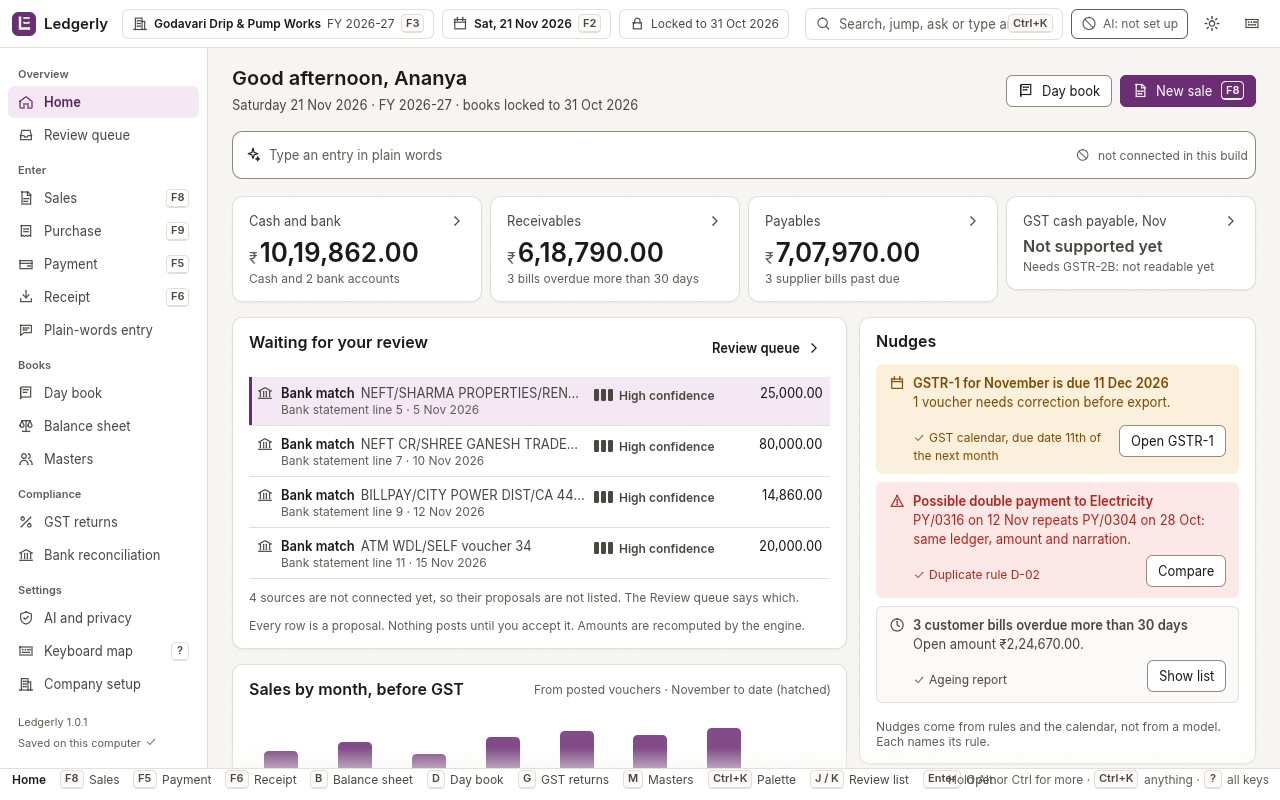 Ledgerly
Godavari Drip & Pump Works FY 2026-27 F3
Sat, 21 Nov 2026 F2
Locked to 31 Oct 2026
Search, jump, ask or type a Ctrl+K
AI: not set up
Overview
Home
Review queue
Enter
Sales F8
Purchase F9
Payment F5
Receipt F6
Plain-words entry
Books
Day book
Balance sheet
Masters
Compliance
GST returns
Bank reconciliation
Settings
AI and privacy
Keyboard map ?
Company setup
Ledgerly 1.0.1
Saved on this computer ✓
Good afternoon, Ananya
Saturday 21 Nov 2026 · FY 2026-27 · books locked to 31 Oct 2026
Day book
New sale F8
Type an entry in plain words
not connected in this build
Cash and bank
₹10,19,862.00
Cash and 2 bank accounts
Receivables
₹6,18,790.00
3 bills overdue more than 30 days
Payables
₹7,07,970.00
3 supplier bills past due
GST cash payable, Nov
Not supported yet
Needs GSTR-2B: not readable yet
Waiting for your review
Review queue
Bank match NEFT/SHARMA PROPERTIES/REN... High confidence 25,000.00
Bank statement line 5 · 5 Nov 2026
Bank match NEFT CR/SHREE GANESH TRADE... High confidence 80,000.00
Bank statement line 7 · 10 Nov 2026
Bank match BILLPAY/CITY POWER DIST/CA 44... High confidence 14,860.00
Bank statement line 9 · 12 Nov 2026
Bank match ATM WDL/SELF voucher 34 High confidence 20,000.00
Bank statement line 11 · 15 Nov 2026
4 sources are not connected yet, so their proposals are not listed. The Review queue says which.
Every row is a proposal. Nothing posts until you accept it. Amounts are recomputed by the engine.
Sales by month, before GST
From posted vouchers · November to date (hatched)
Nudges
GSTR-1 for November is due 11 Dec 2026
1 voucher needs correction before export.
✓ GST calendar, due date 11th of
the next month
Open GSTR-1
Possible double payment to Electricity
PY/0316 on 12 Nov repeats PY/0304 on 28 Oct:
same ledger, amount and narration.
✓ Duplicate rule D-02
Compare
3 customer bills overdue more than 30 days
Open amount ₹2,24,670.00.
✓ Ageing report
Show list
Nudges come from rules and the calendar, not from a model.
Each names its rule.
Home F8 Sales F5 Payment F6 Receipt B Balance sheet D Day book G GST returns M Masters Ctrl+K Palette J / K Review list Enter Open
Hold Alt or Ctrl for more · Ctrl+K anything · ? all keys